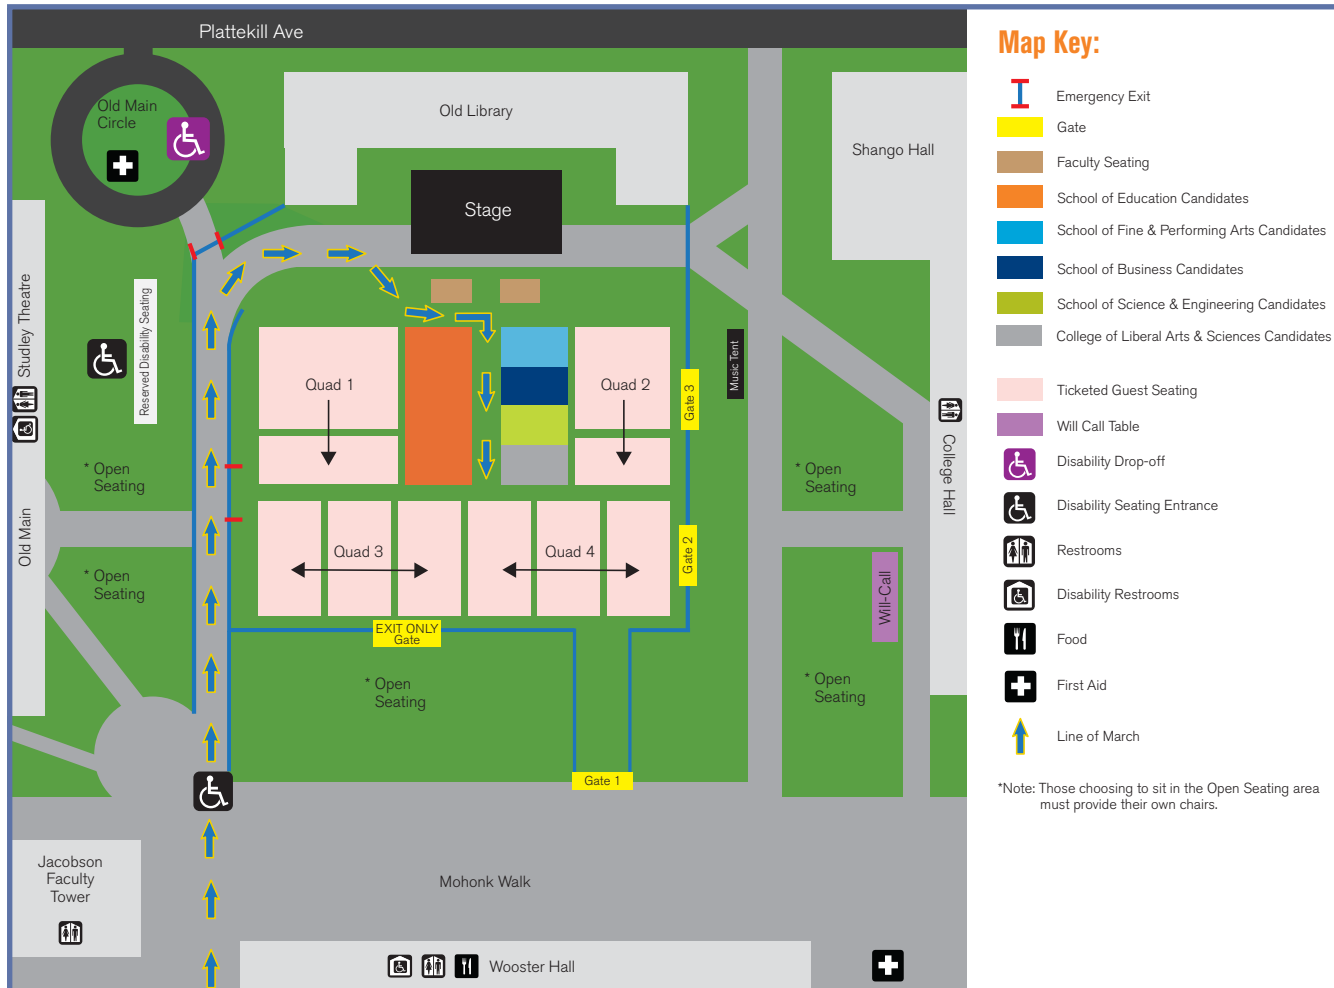 Plattekill Ave
Old Main
Circle
Old Library
Shango Hall
Stage
Studley Theatre
Reserved Disability Seating
Music Tent
Quad 1
Quad 2
Gate 3
College Hall
* Open
Seating
* Open
Seating
Old Main
Quad 3
Quad 4
Gate 2
* Open
Seating
Will-Call
EXIT ONLY
Gate
* Open
Seating
* Open
Seating
Gate 1
Jacobson
Faculty
Tower
Mohonk Walk
Wooster Hall
Map Key:
Emergency Exit
Gate
Faculty Seating
School of Education Candidates
School of Fine & Performing Arts Candidates
School of Business Candidates
School of Science & Engineering Candidates
College of Liberal Arts & Sciences Candidates
Ticketed Guest Seating
Will Call Table
Disability Drop-off
Disability Seating Entrance
Restrooms
Disability Restrooms
Food
First Aid
Line of March
*Note: Those choosing to sit in the Open Seating area
must provide their own chairs.